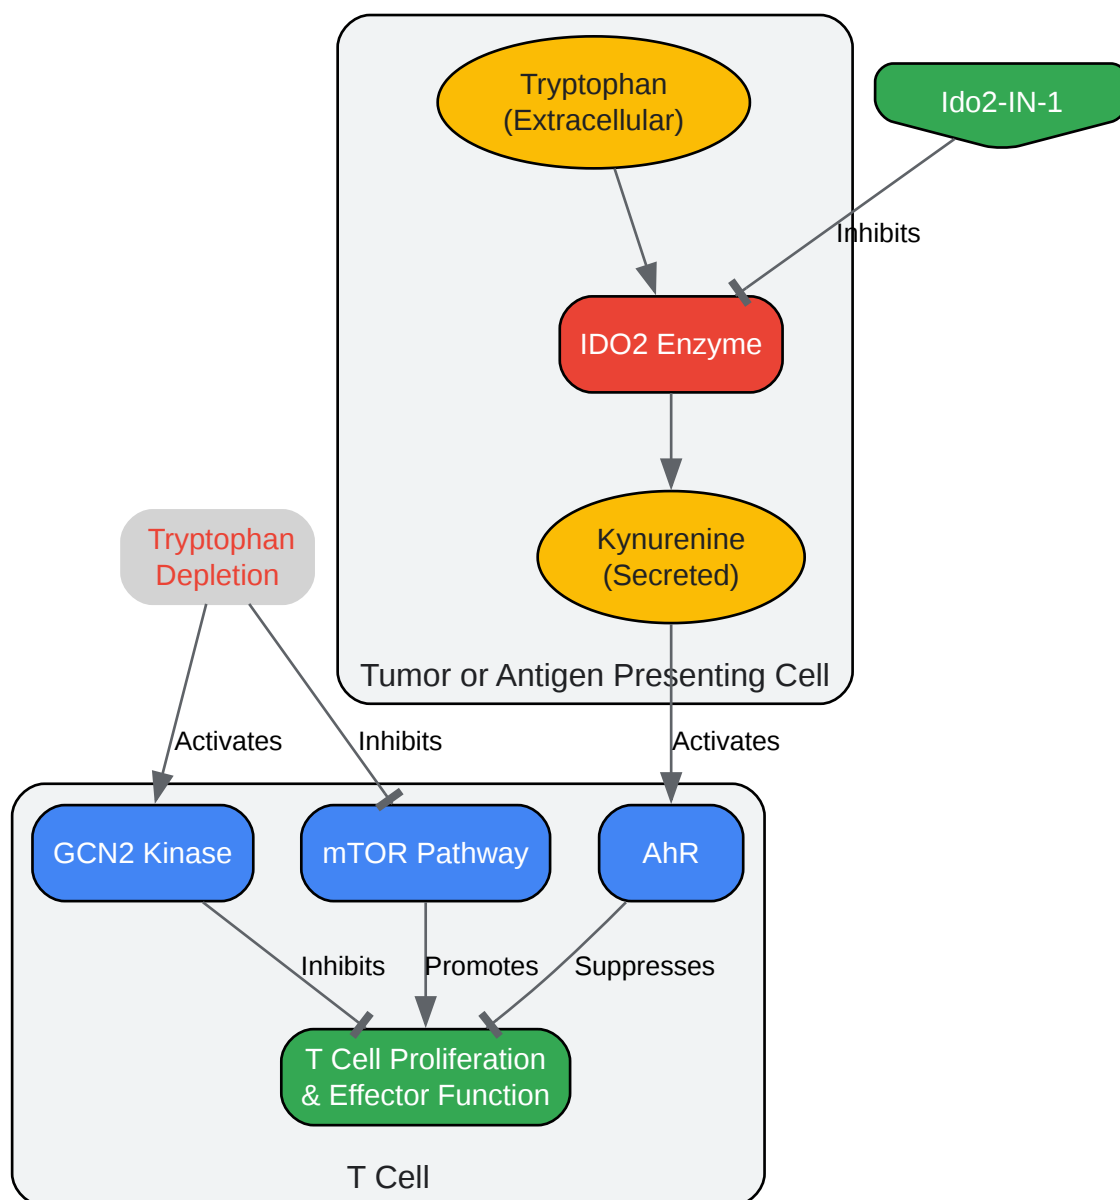 Tryptophan
(Extracellular)
Ido2-IN-1
Inhibits
IDO2 Enzyme
Tryptophan
Depletion
Kynurenine
(Secreted)
Tumor or Antigen Presenting Cell
Activates
Inhibits
Activates
GCN2 Kinase
mTOR Pathway
AhR
Inhibits
Promotes
Suppresses
T Cell Proliferation
& Effector Function
T Cell